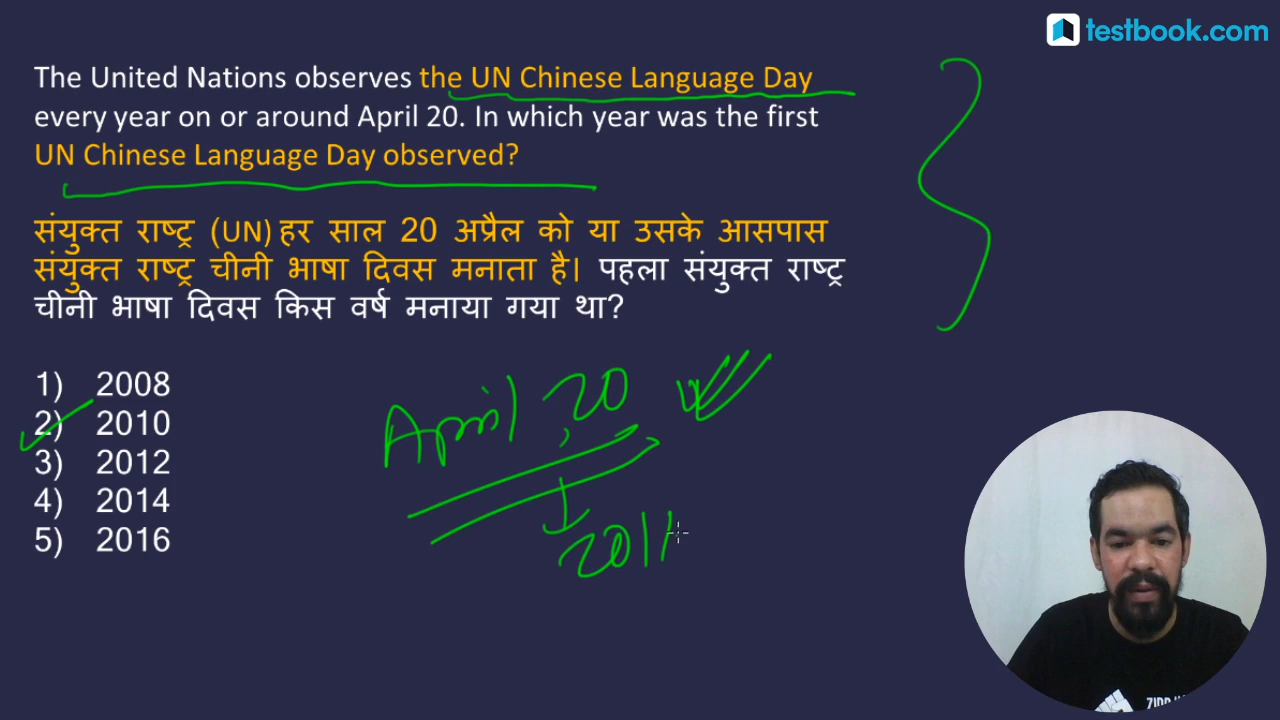 testbook.com
The United Nations observes the UN Chinese Language Day
every year on or around April 20. In which year was the first
UN Chinese Language Day observed?
संयुक्त राष्ट्र (UN) हर साल 20 अप्रैल को या उसके आसपास
संयुक्त राष्ट्र चीनी भाषा दिवस मनाता है। पहला संयुक्त राष्ट्र
चीनी भाषा दिवस किस वर्ष मनाया गया था?
1) 2008
2) 2010
3) 2012
4) 2014
5) 2016
April 20
2011